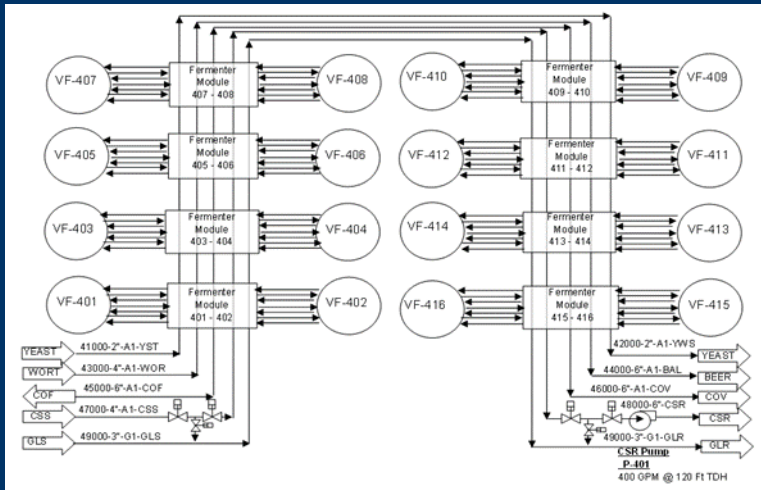 VF-407
Fermenter
Module
407 - 408
VF-408
VF-410
Fermenter
Module
409 - 410
VF-409
VF-405
Fermenter
Module
405 - 406
VF-406
VF-412
Fermenter
Module
411 - 412
VF-411
VF-403
Fermenter
Module
403 - 404
VF-404
VF-414
Fermenter
Module
413 - 414
VF-413
VF-401
Fermenter
Module
401 - 402
VF-402
VF-416
Fermenter
Module
415 - 416
VF-415
YEAST
41000-2"-A1-YST
WORT
43000-4"-A1-WOR
COF
45000-6"-A1-COF
CSS
47000-4"-A1-CSS
GLS
49000-3"-G1-GLS
42000-2"-A1-YWS
YEAST
44000-6"-A1-BAL
BEER
46000-6"-A1-COV
COV
48000-6"-CSR
CSR
49000-3"-G1-GLR
GLR
CSR Pump
P-401
400 GPM @ 120 Ft TDH